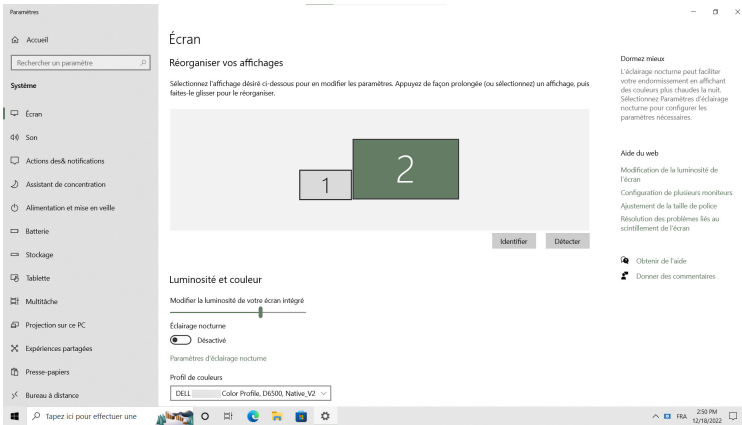 Paramètres
Accueil
Rechercher un paramètre
Système
Écran
Son
Actions des& notifications
Assistant de concentration
Alimentation et mise en veille
Batterie
Stockage
Tablette
Multitâche
Projection sur ce PC
Expériences partagées
Presse-papiers
Bureau à distance
Écran
Réorganiser vos affichages
Sélectionnez l'affichage désiré ci-dessous pour en modifier les paramètres. Appuyez de façon prolongée (ou sélectionnez) un affichage, puis
faites-le glisser pour le réorganiser.
1
2
Identifier
Détecter
Luminosité et couleur
Modifier la luminosité de votre écran intégré
Éclairage nocturne
Désactivé
Paramètres d'éclairage nocturne
Profil de couleurs
DELL Color Profile, D6500, Native_V2
Dormez mieux
L'éclairage nocturne peut faciliter
votre endormissement en affichant
des couleurs plus chaudes la nuit.
Sélectionnez Paramètres d'éclairage
nocturne pour configurer les
paramètres nécessaires.
Aide du web
Modification de la luminosité de
l'écran
Configuration de plusieurs moniteurs
Ajustement de la taille de police
Résolution des problèmes liés au
scintillement de l'écran
Obtenir de l'aide
Donner des commentaires
Tapez ici pour effectuer une
FRA
2:50 PM
12/18/2022